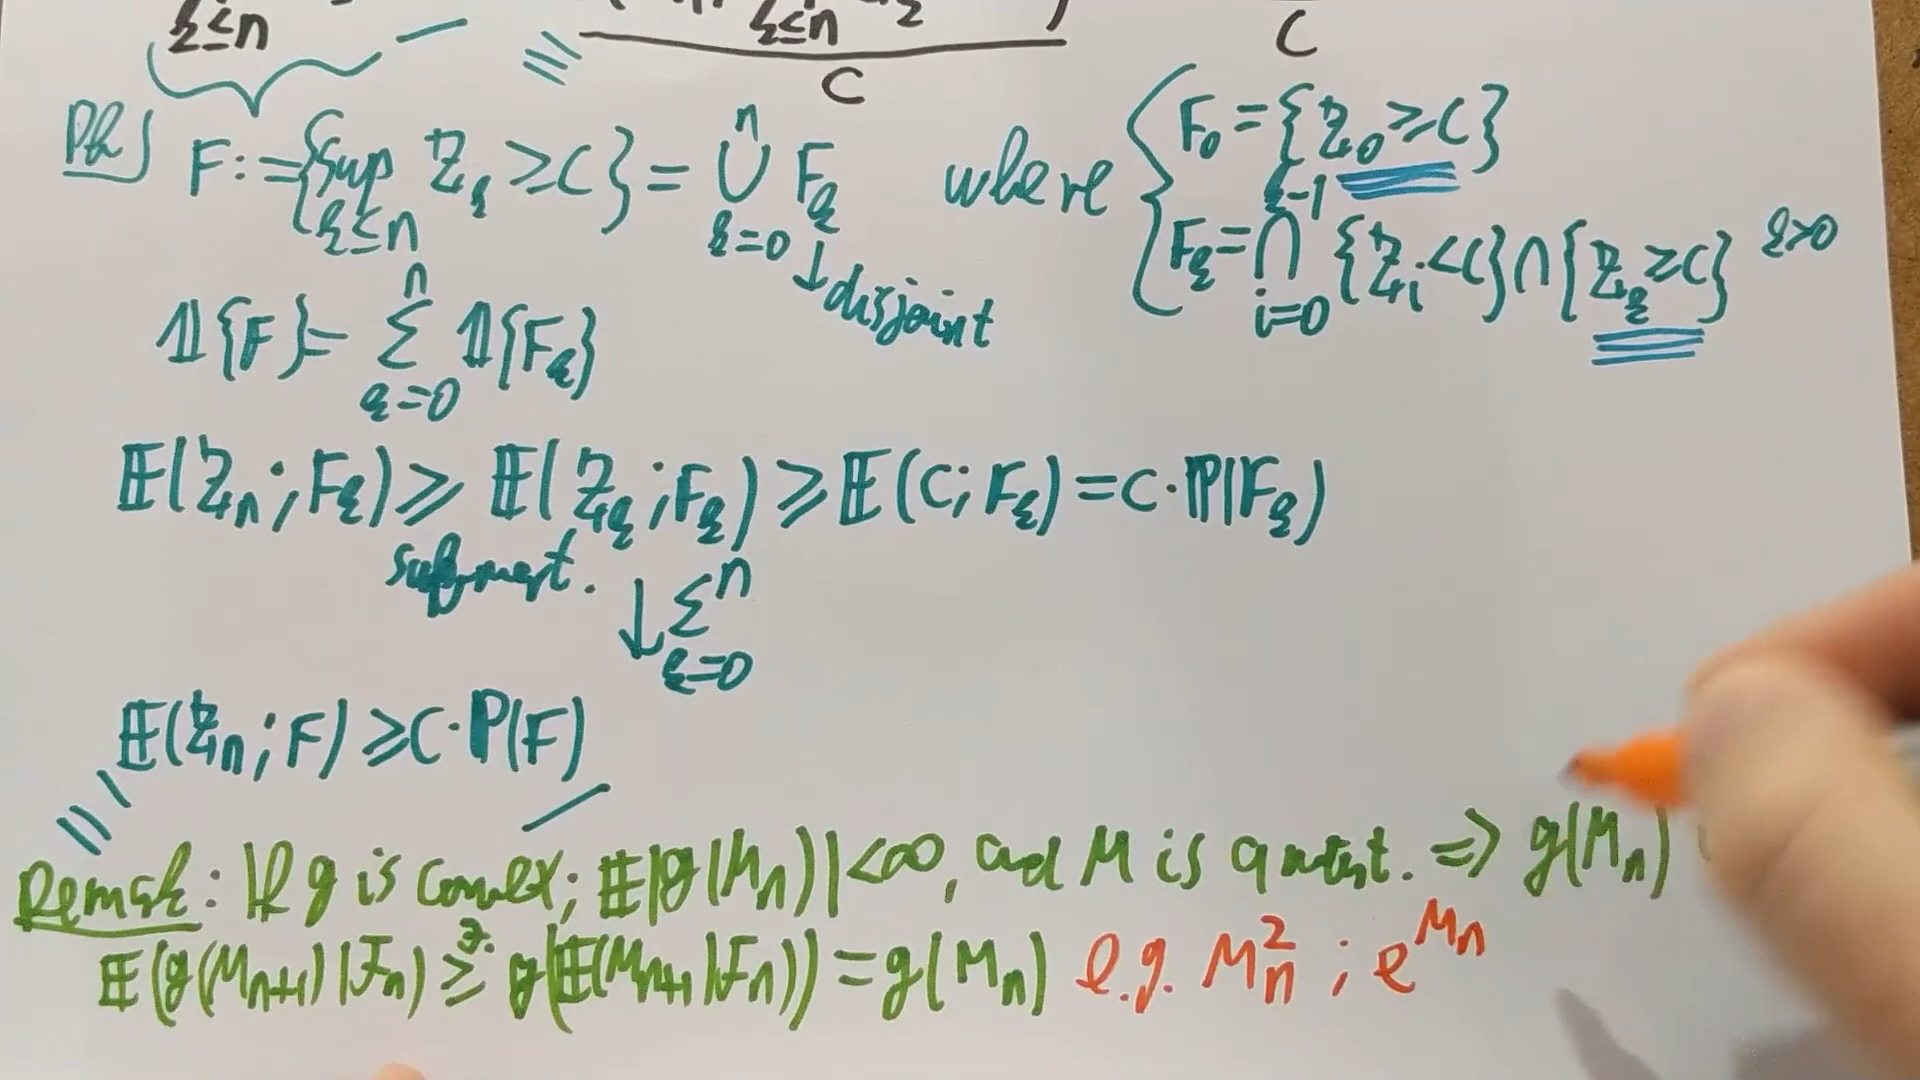 k≤n
k≤n
C
C
Pf) F:={sup Z_k ≥C} = ∪ F_k where { F_0={Z_0≥C}
k≤n
n
k=0 ↓ disjoint
F_k= ∩ {Z_i<C}∩{Z_k≥C} k>0
k-1
i=0
𝟙{F}= Σ 𝟙{F_k}
n
k=0
𝔼(Z_n;F_k)≥ 𝔼(Z_k;F_k)≥𝔼(C;F_k)=C·ℙ(F_k)
submart.
↓ Σ
n
k=0
𝔼(Z_n;F)≥C·P(F)
Remark: If g is convex; 𝔼|g(M_n)|<∞, and M is a mart. ⇒ g(M_n)
𝔼(g(M_{n+1})|F_n) ≥ g(𝔼(M_{n+1}|F_n)) =g(M_n) e.g. M_n^2 ; e^{M_n}
J.